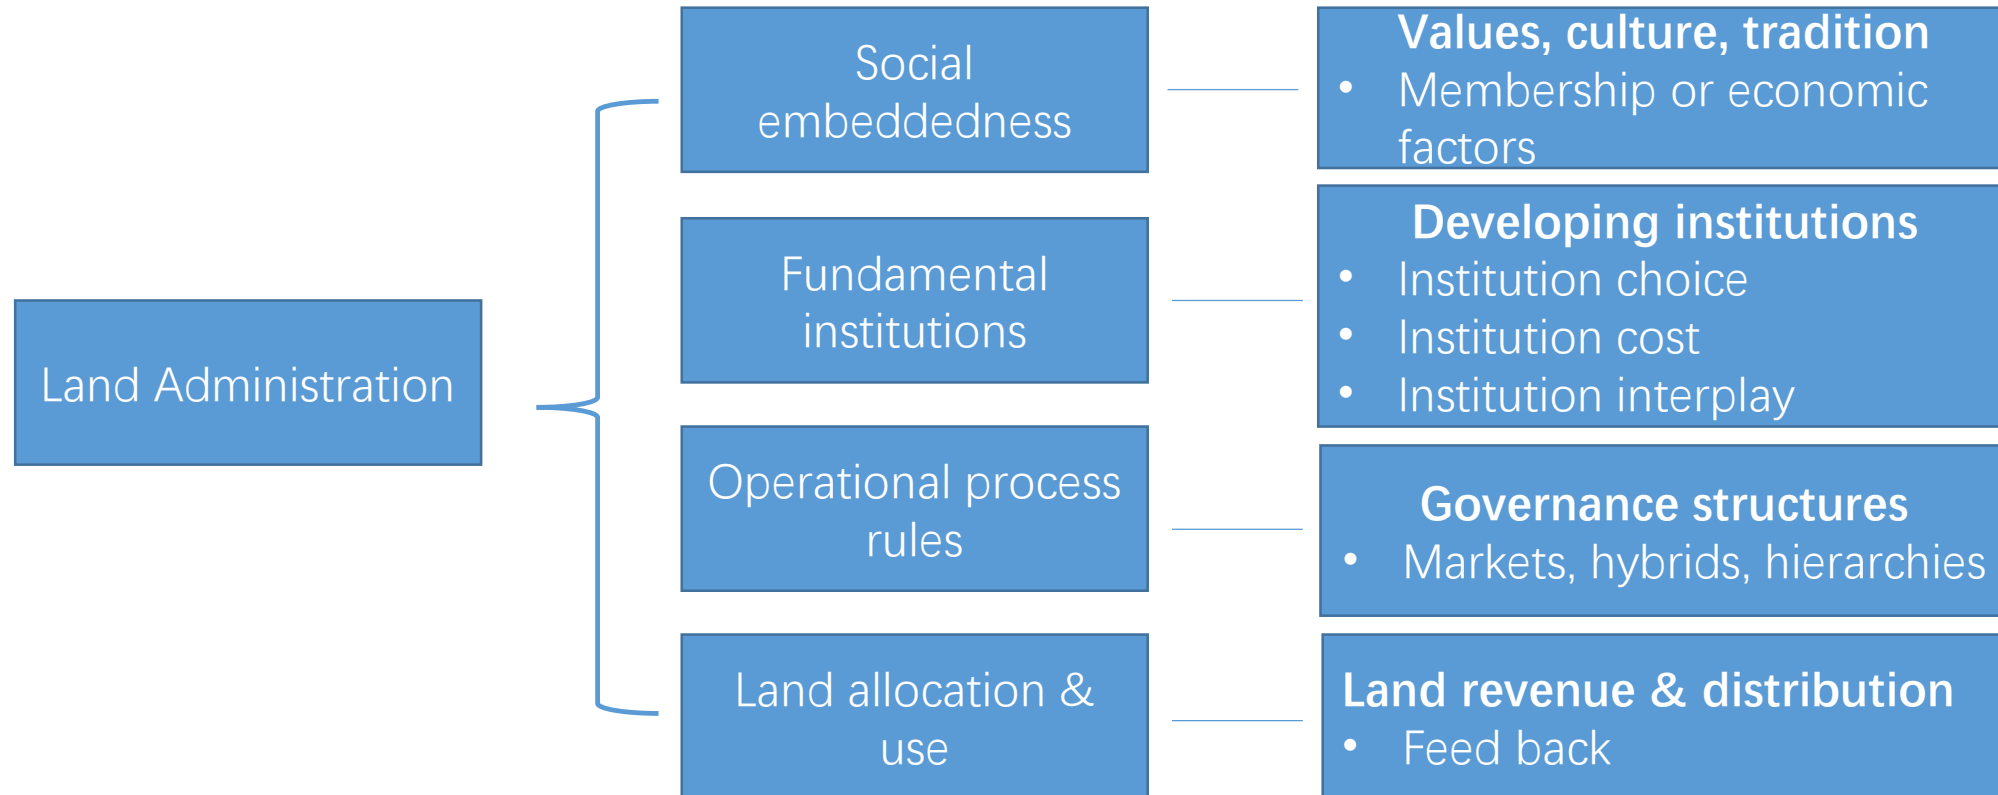 Land Administration
Social
embeddedness
Values, culture, tradition
• Membership or economic
factors
Fundamental
institutions
Developing institutions
• Institution choice
• Institution cost
• Institution interplay
Operational process
rules
Governance structures
• Markets, hybrids, hierarchies
Land allocation &
use
Land revenue & distribution
• Feed back